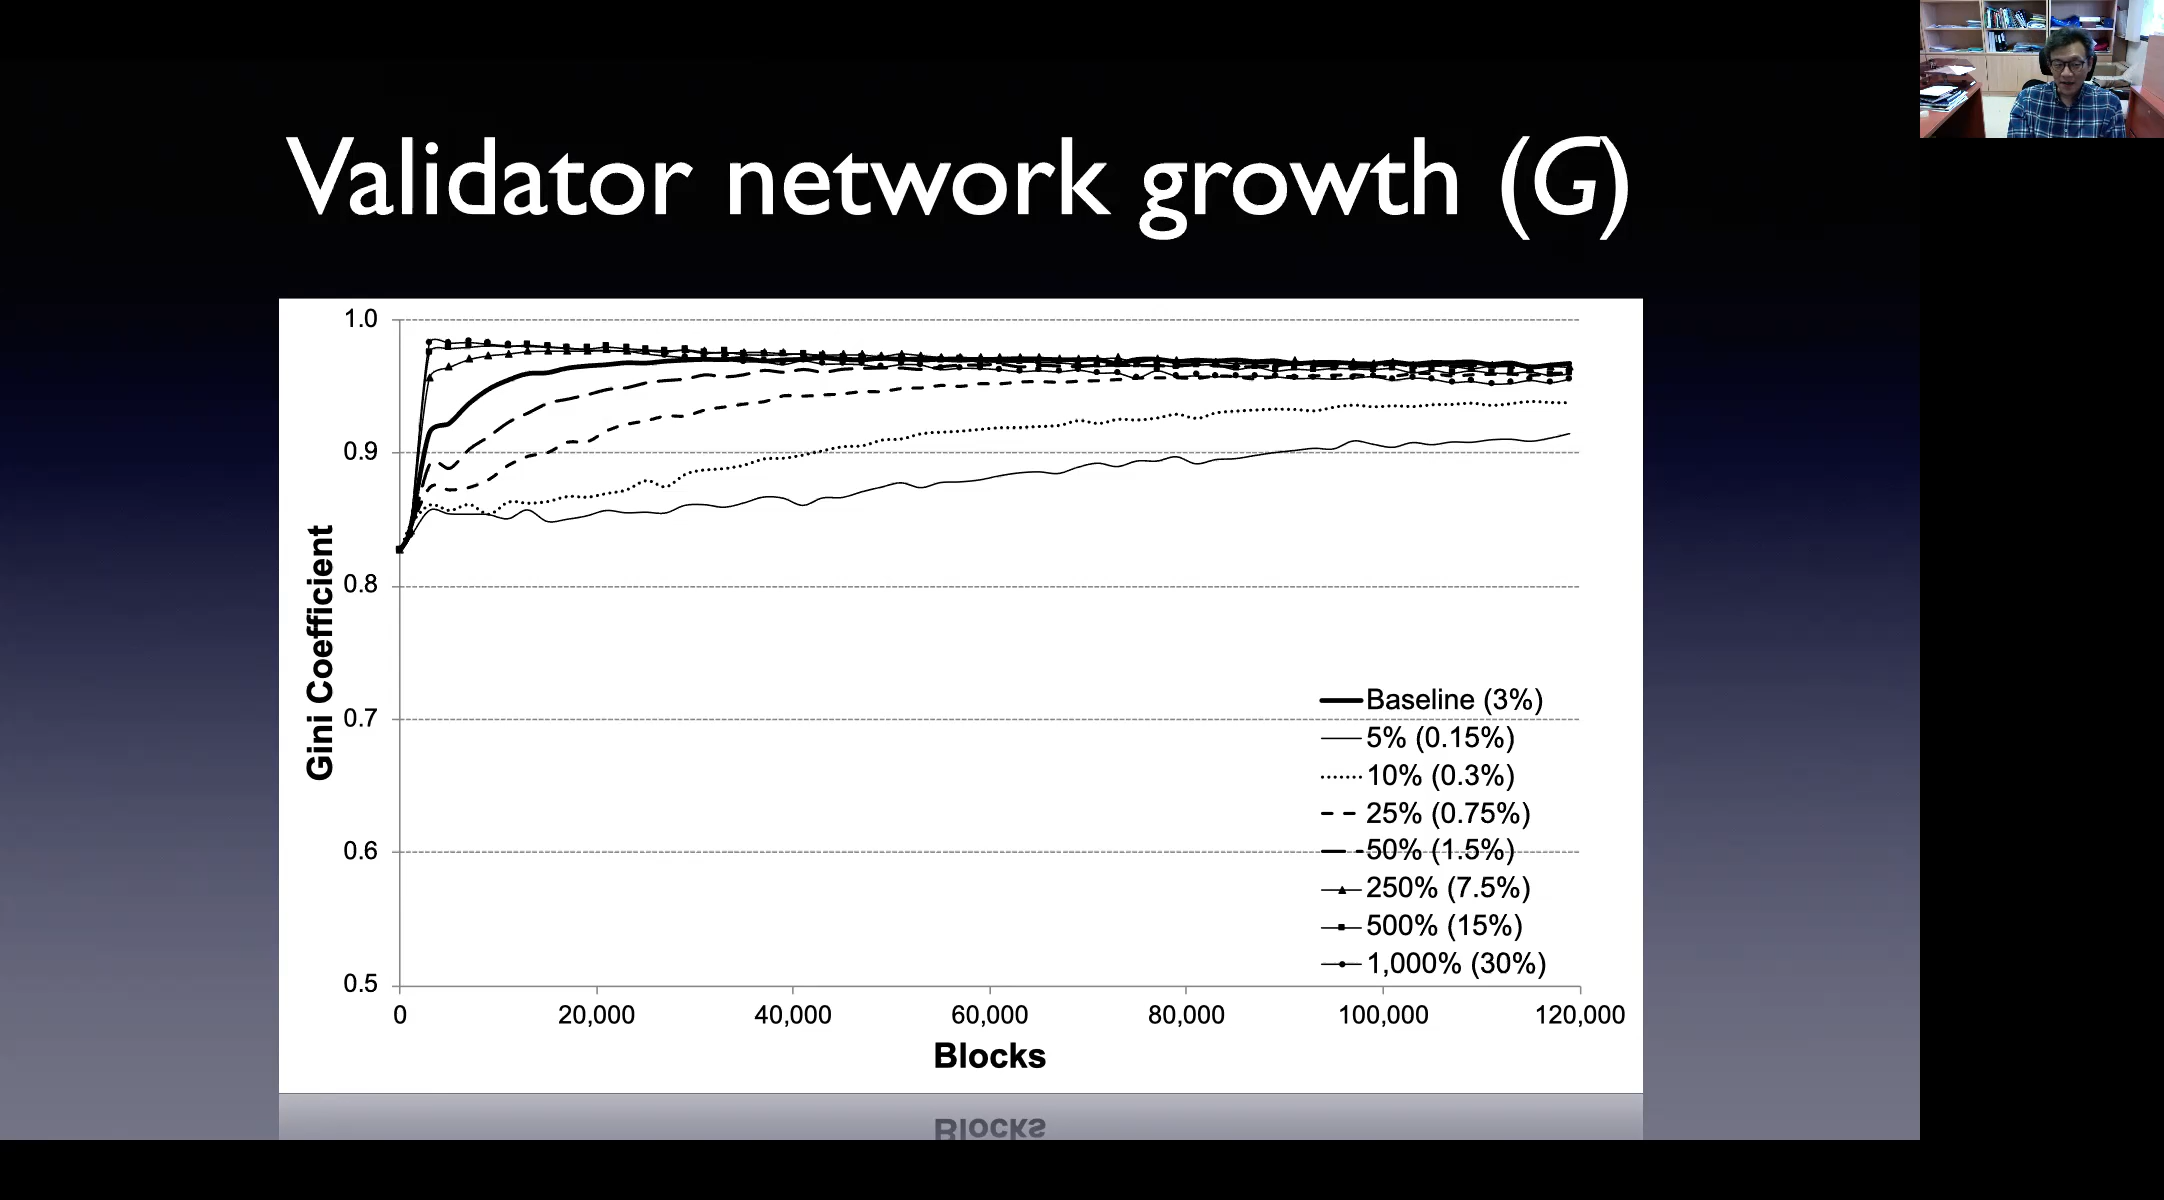 Validator network growth (G)
1.0
0.9
0.8
0.7
0.6
0.5
Gini Coefficient
Baseline (3%)
5% (0.15%)
10% (0.3%)
25% (0.75%)
50% (1.5%)
250% (7.5%)
500% (15%)
1,000% (30%)
0 20,000 40,000 60,000 80,000 100,000 120,000
Blocks
Blocks